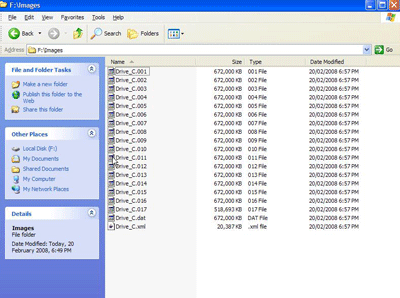 F:\Images
File Edit View Favorites Tools Help
Back Search Folders
Address F:\Images Go
File and Folder Tasks
Make a new folder
Publish this folder to the Web
Share this folder
Other Places
Local Disk (F:)
My Documents
Shared Documents
My Computer
My Network Places
Details
Images
File folder
Date Modified: Today, 20 February 2008, 6:49 PM
Name Size Type Date Modified
Drive_C.001 672,000 KB 001 File 20/02/2008 6:57 PM
Drive_C.002 672,000 KB 002 File 20/02/2008 6:57 PM
Drive_C.003 672,000 KB 003 File 20/02/2008 6:57 PM
Drive_C.004 672,000 KB 004 File 20/02/2008 6:57 PM
Drive_C.005 672,000 KB 005 File 20/02/2008 6:57 PM
Drive_C.006 672,000 KB 006 File 20/02/2008 6:57 PM
Drive_C.007 672,000 KB 007 File 20/02/2008 6:57 PM
Drive_C.008 672,000 KB 008 File 20/02/2008 6:57 PM
Drive_C.009 672,000 KB 009 File 20/02/2008 6:57 PM
Drive_C.010 672,000 KB 010 File 20/02/2008 6:57 PM
Drive_C.011 672,000 KB 011 File 20/02/2008 6:57 PM
Drive_C.012 672,000 KB 012 File 20/02/2008 6:57 PM
Drive_C.013 672,000 KB 013 File 20/02/2008 6:57 PM
Drive_C.014 672,000 KB 014 File 20/02/2008 6:57 PM
Drive_C.015 672,000 KB 015 File 20/02/2008 6:57 PM
Drive_C.016 672,000 KB 016 File 20/02/2008 6:57 PM
Drive_C.017 518,693 KB 017 File 20/02/2008 6:57 PM
Drive_C.dat 672,000 KB DAT File 20/02/2008 6:57 PM
Drive_C.xml 20,387 KB .xml file 20/02/2008 6:57 PM